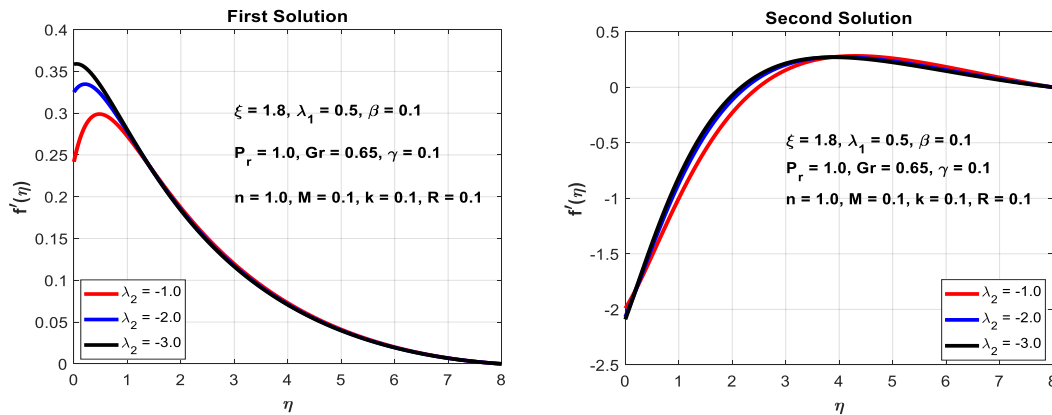 First Solution
0.4
0.35
0.3
0.25
0.2
0.15
0.1
0.05
0
f′(η)
ξ = 1.8, λ₁ = 0.5, β = 0.1
Pᵣ = 1.0, Gr = 0.65, γ = 0.1
n = 1.0, M = 0.1, k = 0.1, R = 0.1
λ₂ = -1.0
λ₂ = -2.0
λ₂ = -3.0
0 1 2 3 4 5 6 7 8
η
Second Solution
0.5
0
-0.5
-1
-1.5
-2
-2.5
f′(η)
ξ = 1.8, λ₁ = 0.5, β = 0.1
Pᵣ = 1.0, Gr = 0.65, γ = 0.1
n = 1.0, M = 0.1, k = 0.1, R = 0.1
λ₂ = -1.0
λ₂ = -2.0
λ₂ = -3.0
0 1 2 3 4 5 6 7 8
η